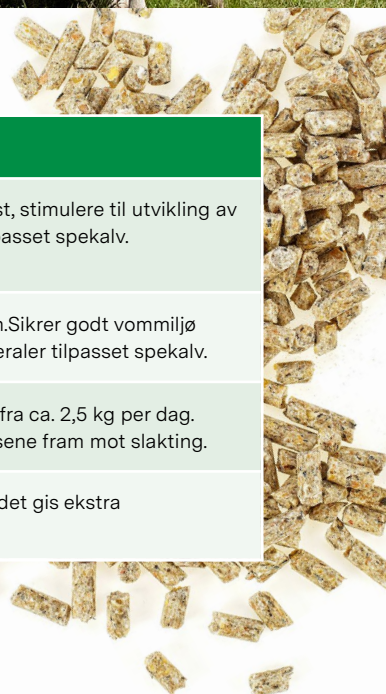 st, stimulere til utvikling av
passet spekalv.
n.Sikrer godt vommiljø
eraler tilpasset spekalv.
fra ca. 2,5 kg per dag.
sene fram mot slakting.
det gis ekstra